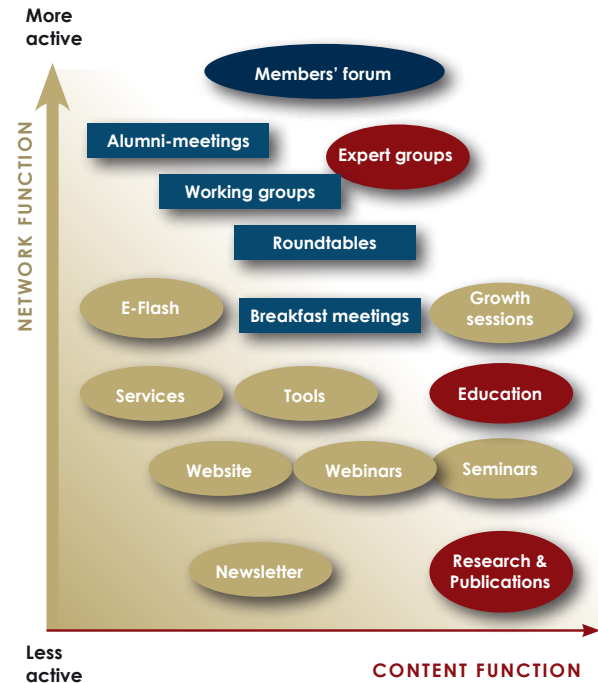 More
active
Members’ forum
NETWORK FUNCTION
Alumni-meetings
Expert groups
Working groups
Roundtables
E-Flash
Breakfast meetings
Growth
sessions
Services
Tools
Education
Website
Webinars
Seminars
Newsletter
Research &
Publications
Less
active
CONTENT FUNCTION